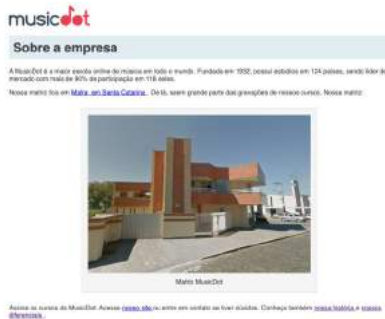 musicdot
Sobre a empresa
A MusicDot é a maior escola online de música em todo o mundo. Fundada em 1932, possui estúdios em 124 países, sendo líder de
mercado com mais de 90% de participação em 118 deles.
Nossa matriz fica em Mafra, em Santa Catarina. De lá, saem grande parte das gravações de nossos cursos. Nossa matriz:
Matriz MusicDot
Assine os cursos da MusicDot. Acesse nosso site ou entre em contato se tiver dúvidas. Conheça também nossa história e nossos
diferenciais.